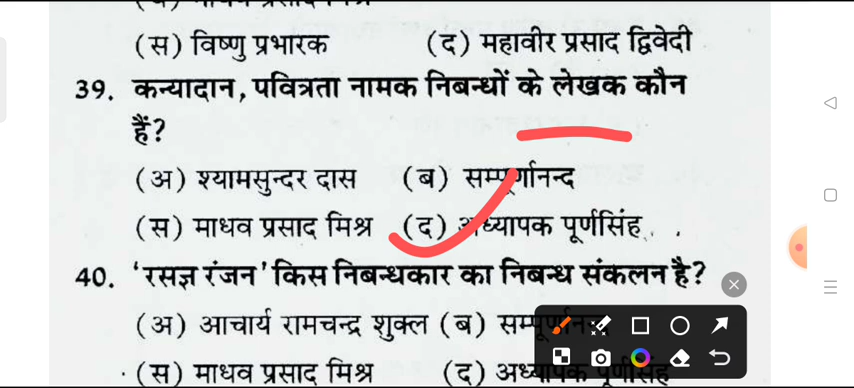 (स) विष्णु प्रभारक (द) महावीर प्रसाद द्विवेदी
39. कन्यादान, पवित्रता नामक निबन्धों के लेखक कौन
हैं?
(अ) श्यामसुन्दर दास (ब) सम्पूर्णानन्द
(स) माधव प्रसाद मिश्र (द) अध्यापक पूर्णसिंह
40. ‘रसज्ञ रंजन’ किस निबन्धकार का निबन्ध संकलन है?
(अ) आचार्य रामचन्द्र शुक्ल (ब) सम्पूर्णानन्द
(स) माधव प्रसाद मिश्र (द) अध्यापक पूर्णसिंह